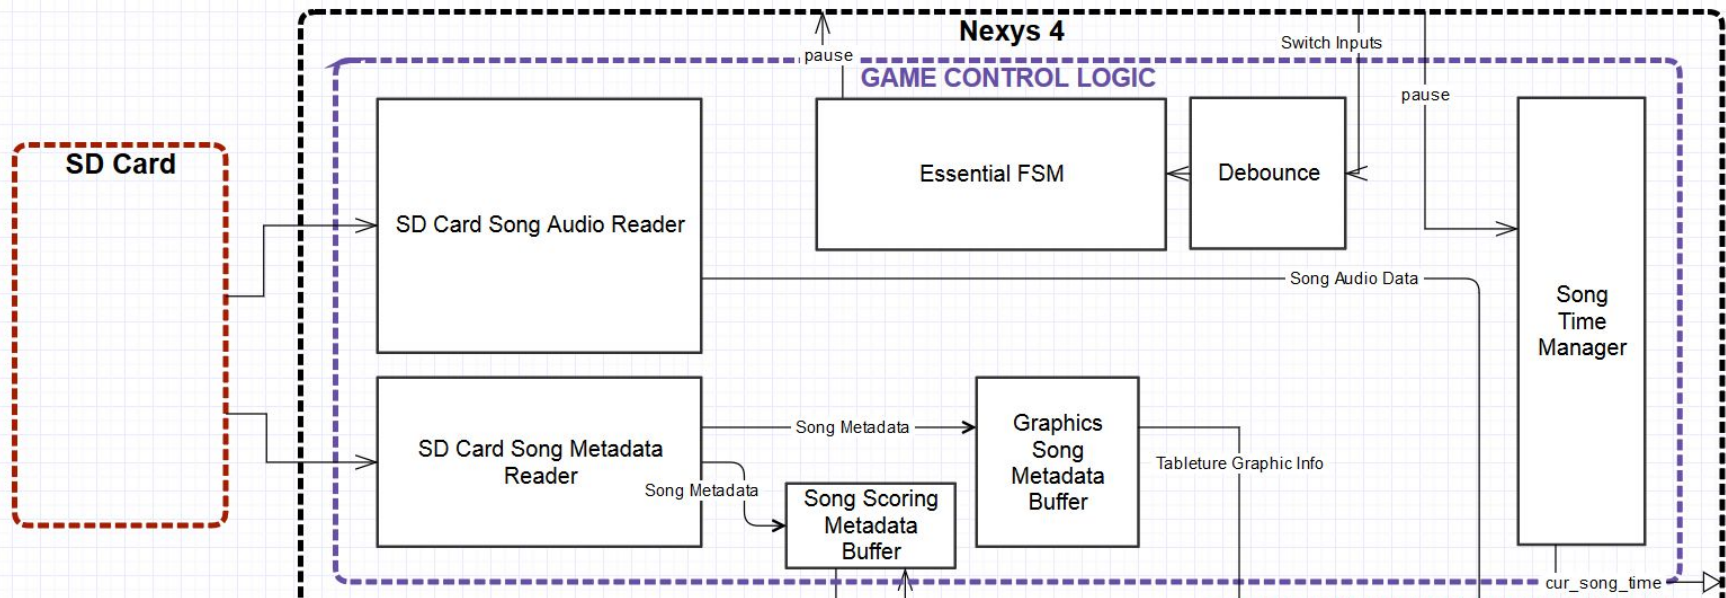 Nexys 4
Switch Inputs
pause
GAME CONTROL LOGIC
pause
SD Card
Essential FSM
Debounce
SD Card Song Audio Reader
Song Audio Data
Song
Time
Manager
SD Card Song Metadata
Reader
Song Metadata
Song Metadata
Graphics
Song
Metadata
Buffer
Tableture Graphic Info
Song Scoring
Metadata
Buffer
cur_song_time